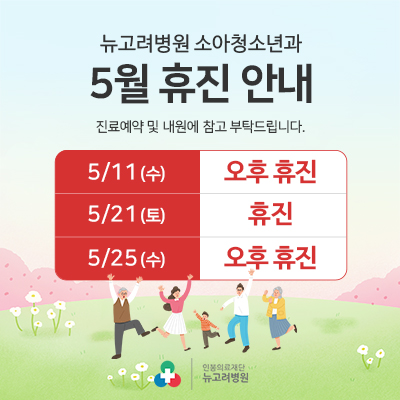 뉴고려병원 소아청소년과
5월 휴진 안내
진료예약 및 내원에 참고 부탁드립니다.
5/11(수) 오후 휴진
5/21(토) 휴진
5/25(수) 오후 휴진
인봉의료재단
뉴고려병원